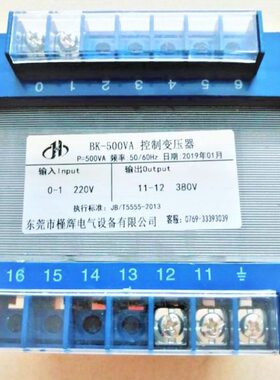 6 5 4 3 2 1 0
BK-500VA 控制变压器
P=500VA 频率 50/60Hz 日期 2019年01月
输入Input 输出Output
0-1 220V 11-12 380V
执行标准: JB/T5555-2013
东莞市槿辉电气设备有限公司 客服: 0769-33393039
16 15 14 13 12 11 ⏚